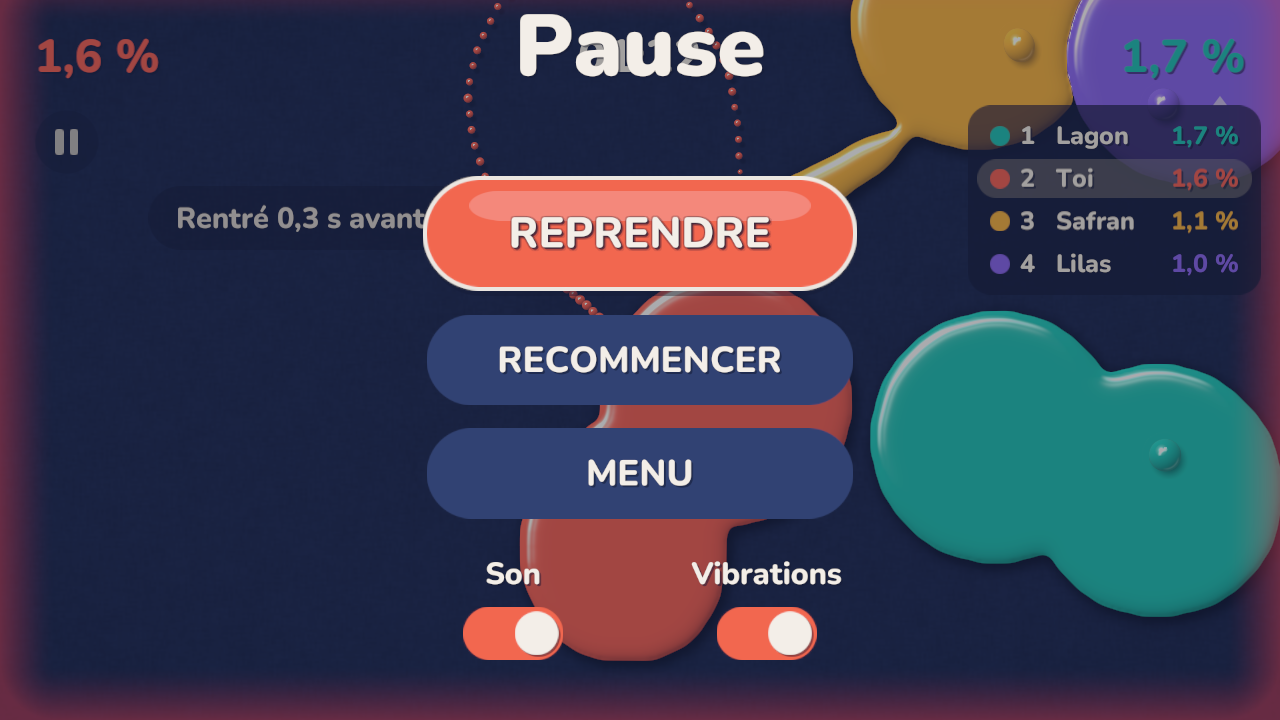 Pause
1,6 %
1,7 %
1 Lagon 1,7 %
2 Toi 1,6 %
3 Safran 1,1 %
4 Lilas 1,0 %
Rentré 0,3 s avant
REPRENDRE
RECOMMENCER
MENU
Son
Vibrations